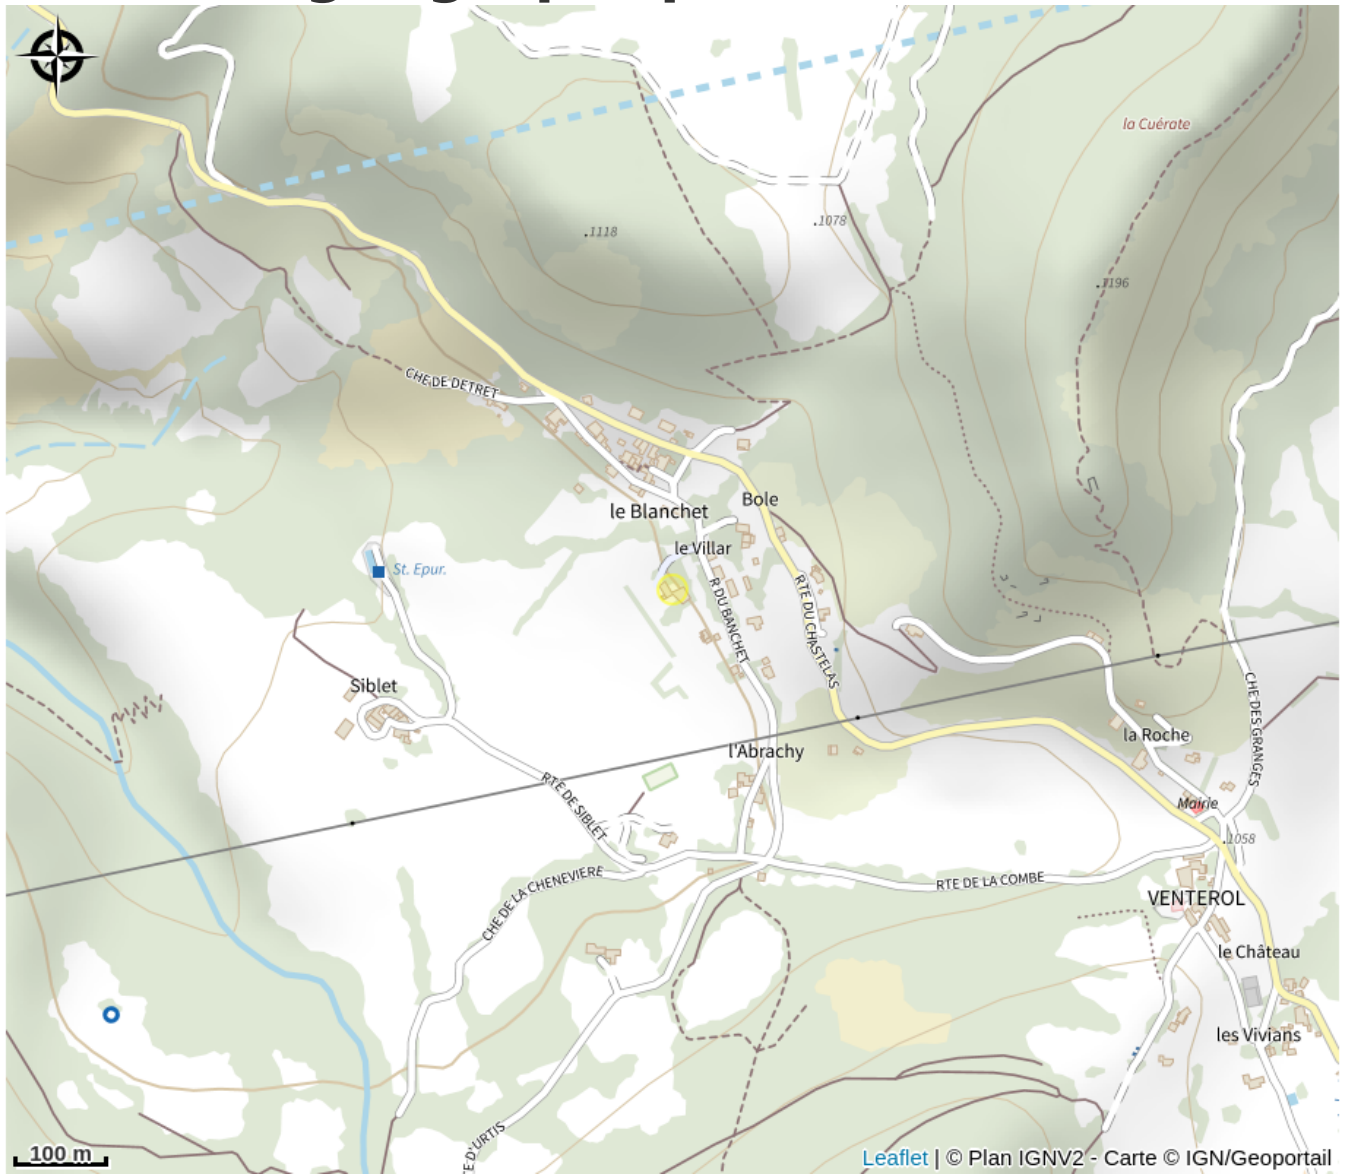 la Cuérate
1078
1118
1196
CHE DE DETRET
Bole
le Blanchet
le Villar
St. Epur.
R DU BANCHET
RTE DU CHASTELAS
Siblet
CHE DES GRANGES
la Roche
l'Abrachy
RTE DE SIBLET
Mairie
1058
CHE DE LA CHENEVIERE
RTE DE LA COMBE
VENTEROL
le Château
les Vivians
E D'URTIS
100 m
Leaflet | © Plan IGNV2 - Carte © IGN/Geoportail